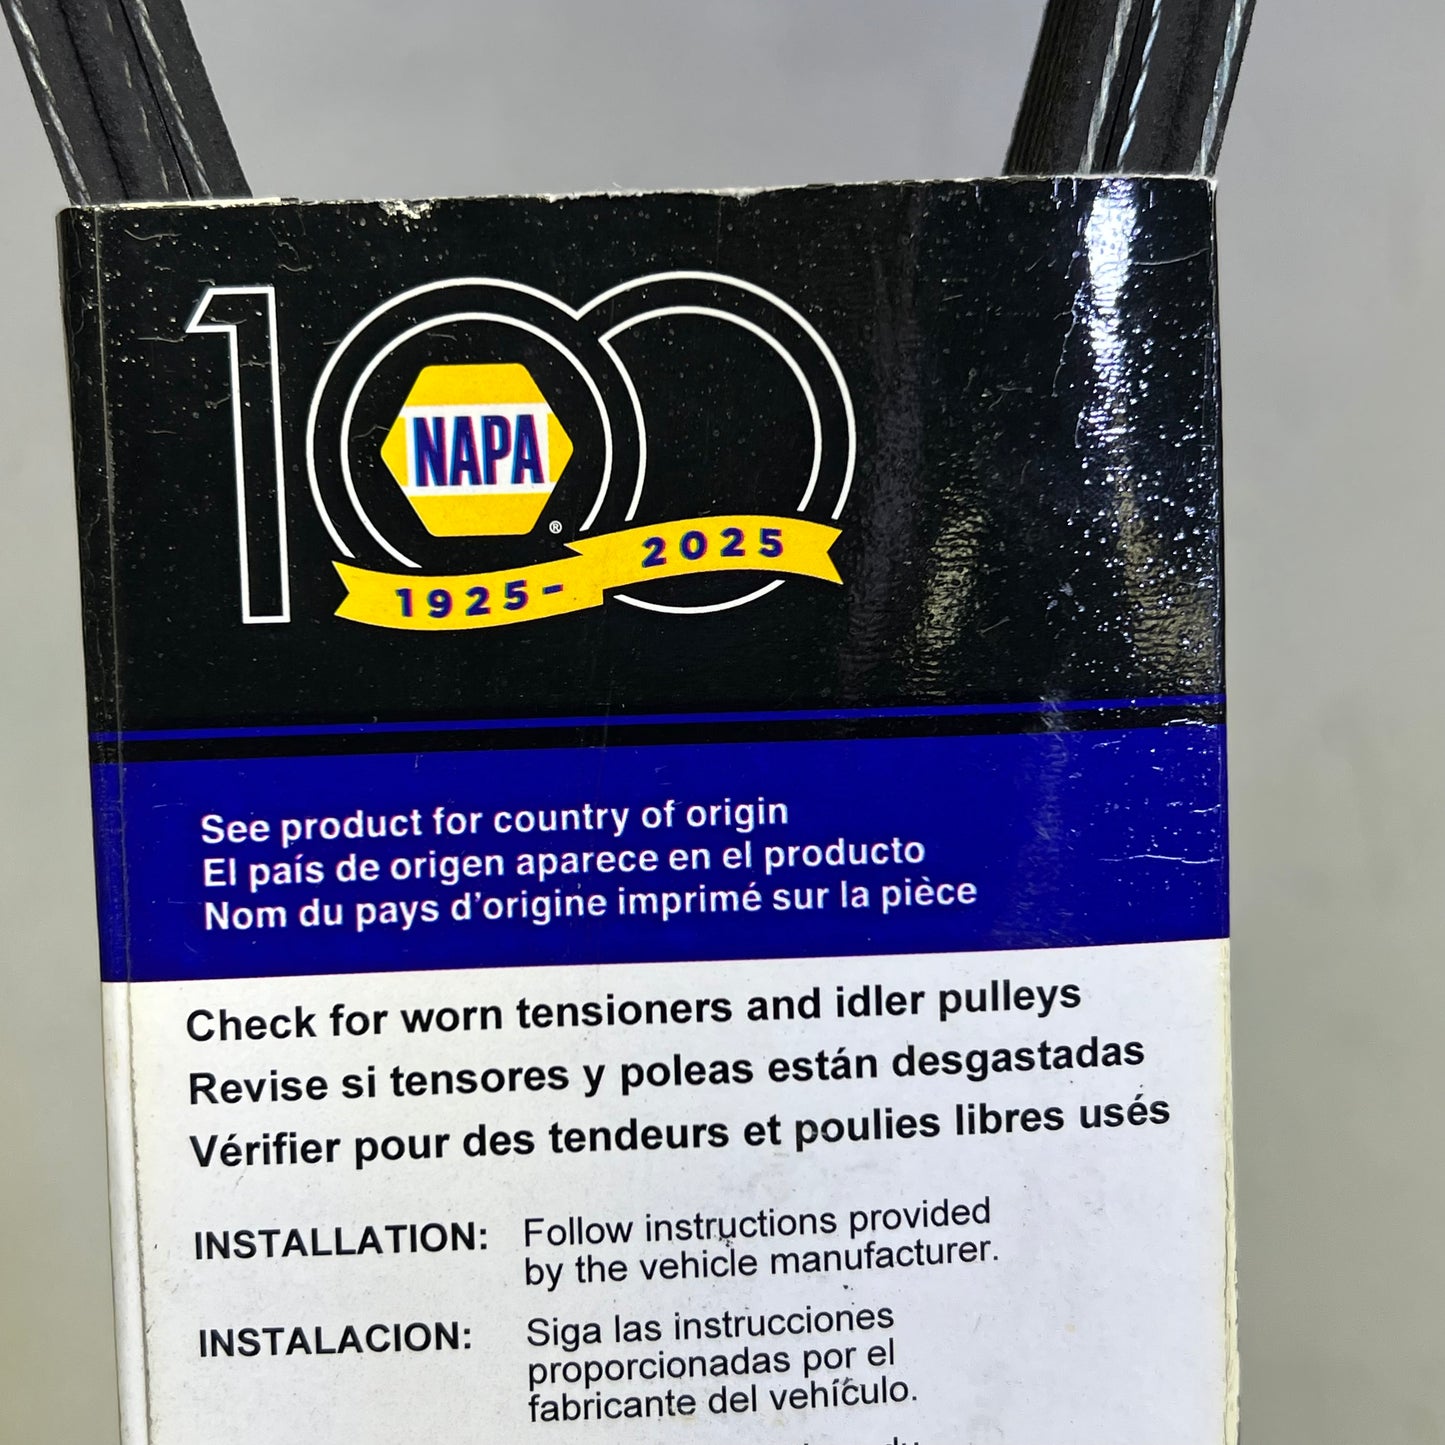 100
NAPA
®
1925-2025
See product for country of origin
El país de origen aparece en el producto
Nom du pays d'origine imprimé sur la pièce
Check for worn tensioners and idler pulleys
Revise si tensores y poleas están desgastadas
Vérifier pour des tendeurs et poulies libres usés
INSTALLATION: Follow instructions provided
by the vehicle manufacturer.
INSTALACION: Siga las instrucciones
proporcionadas por el
fabricante del vehículo.